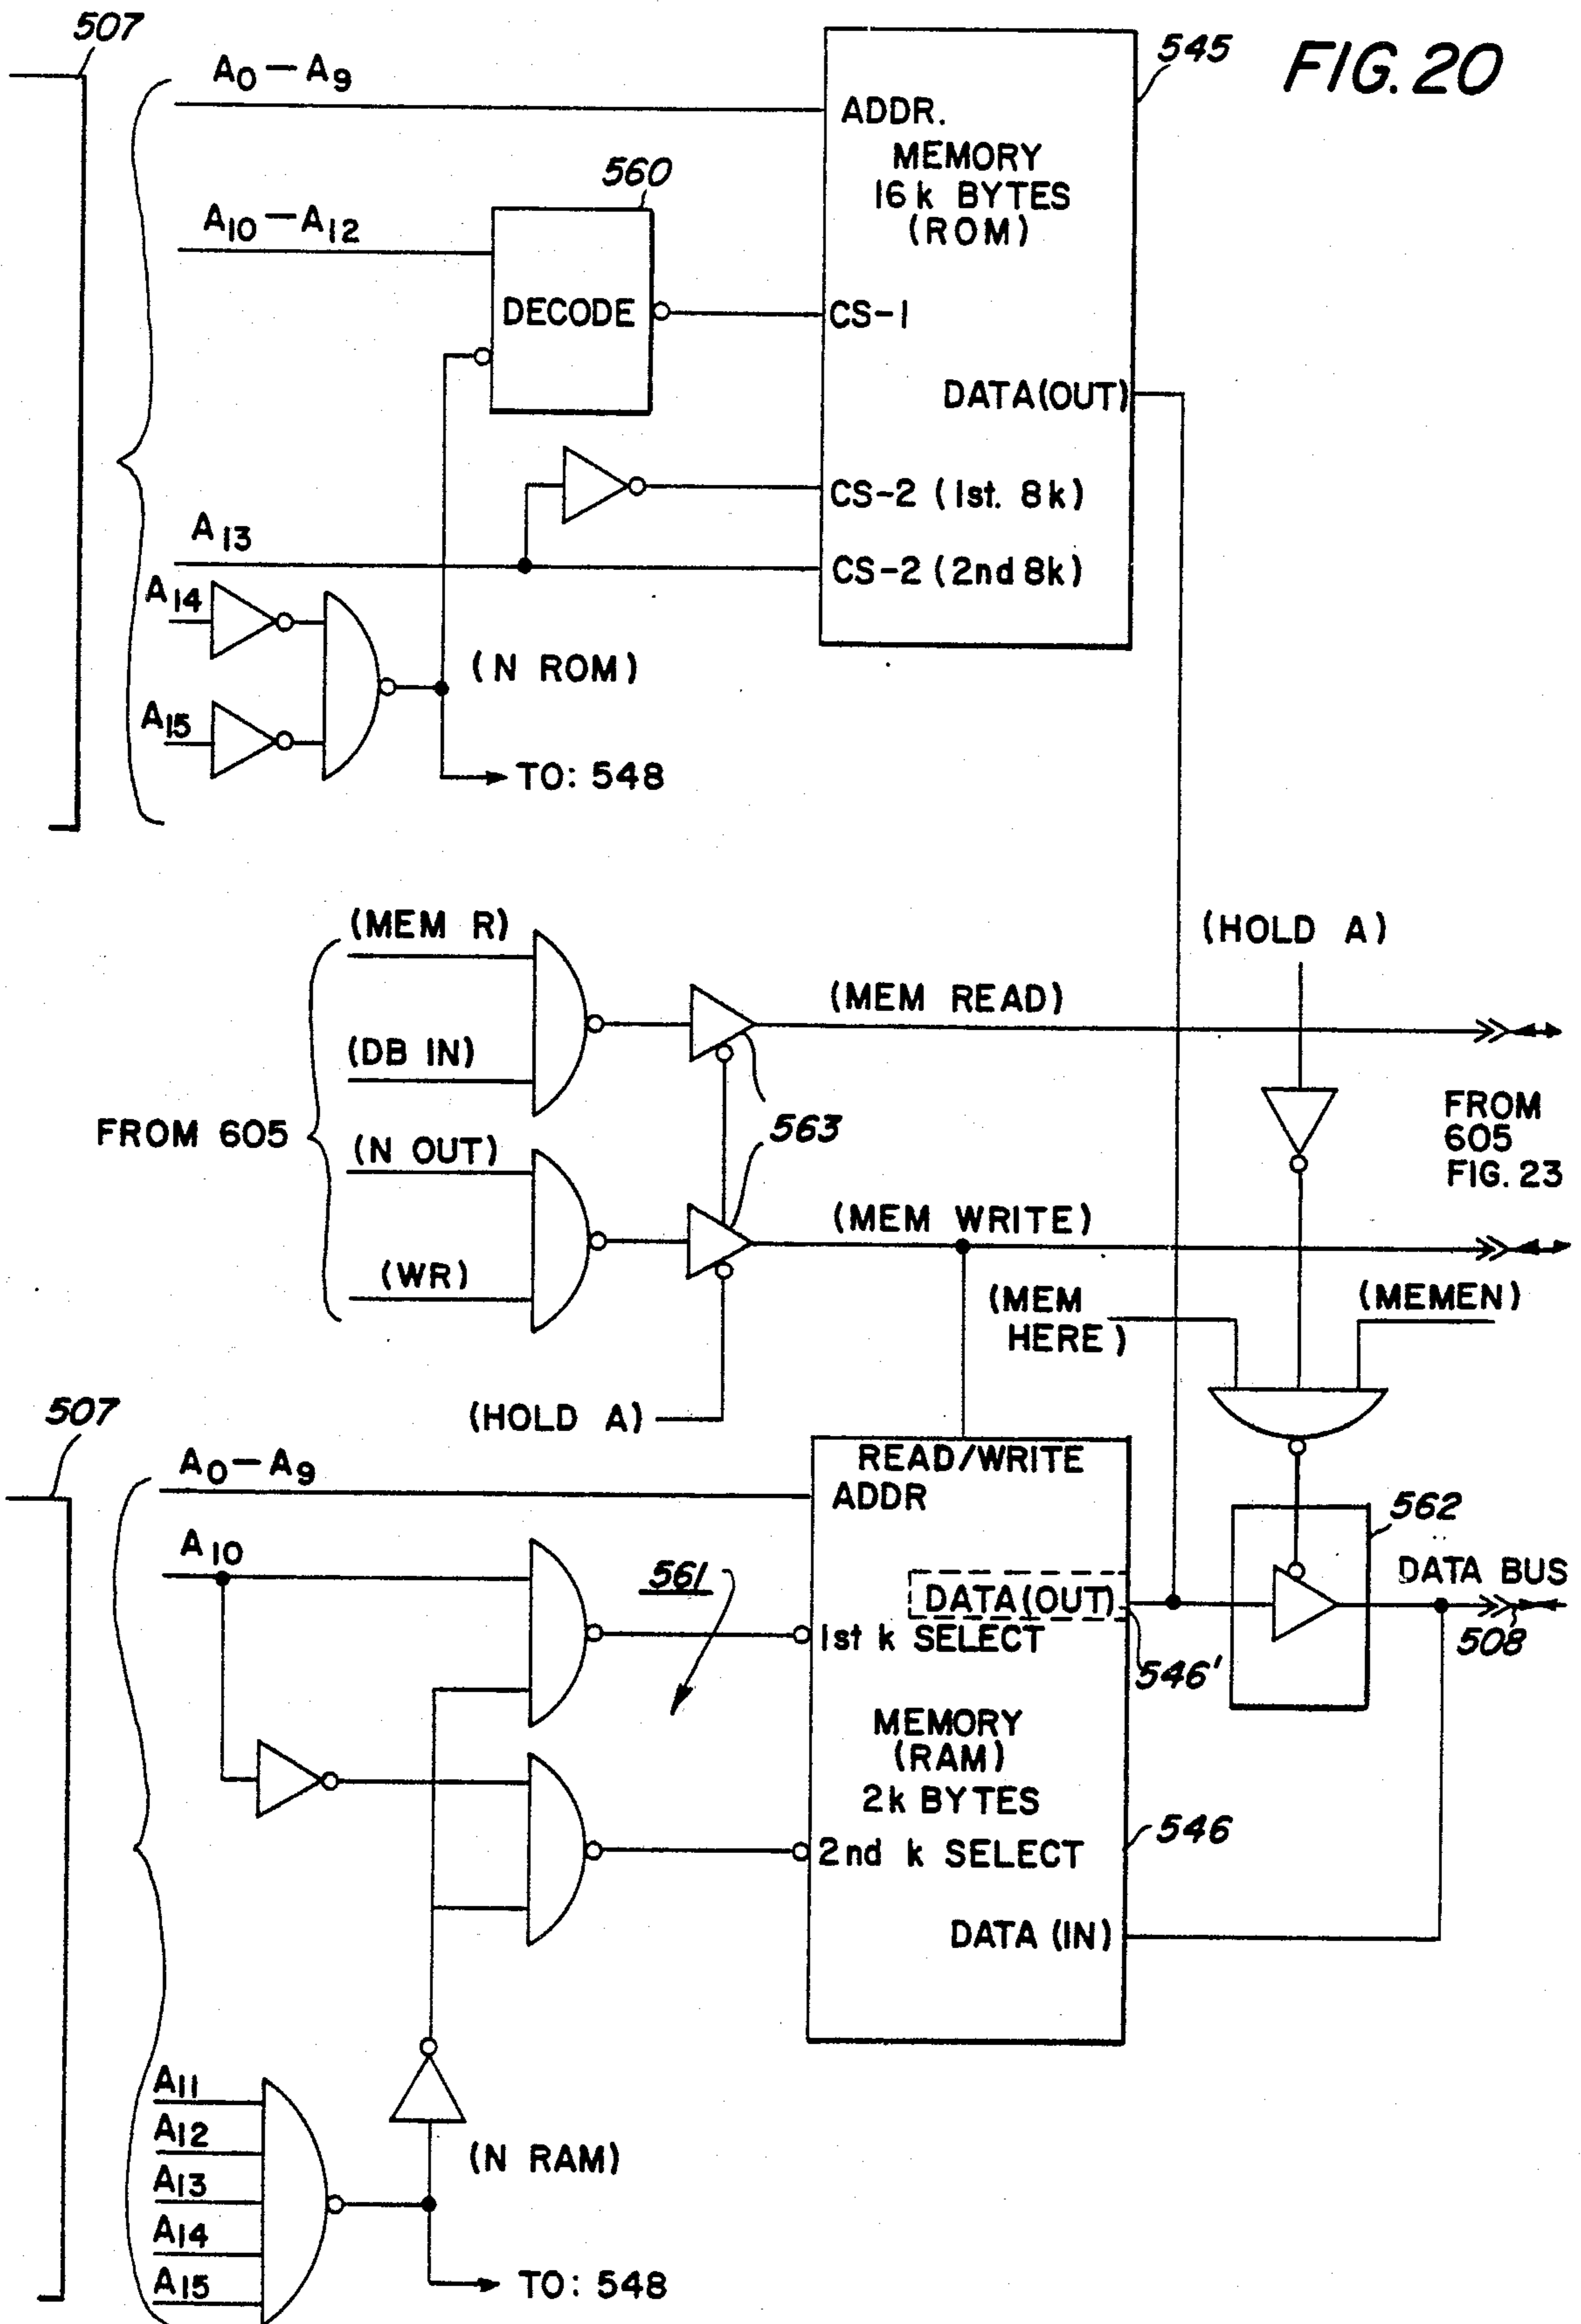 FIG. 20
507
A0–A9
545
ADDR.
MEMORY
16k BYTES
(ROM)
560
A10–A12
DECODE
CS-1
DATA(OUT)
CS-2 (1st. 8k)
A13
CS-2 (2nd 8k)
A14
(N ROM)
A15
TO: 548
(MEM R)
(HOLD A)
(MEM READ)
(DB IN)
FROM 605
563
FROM
605
FIG. 23
(N OUT)
(MEM WRITE)
(WR)
(MEM
HERE)
(MEMEN)
(HOLD A)
507
A0–A9
READ/WRITE
ADDR
562
A10
561
DATA(OUT)
DATA BUS
1st k SELECT
546'
508
MEMORY
(RAM)
2k BYTES
2nd k SELECT
546
DATA (IN)
A11
A12
(N RAM)
A13
A14
A15
TO: 548